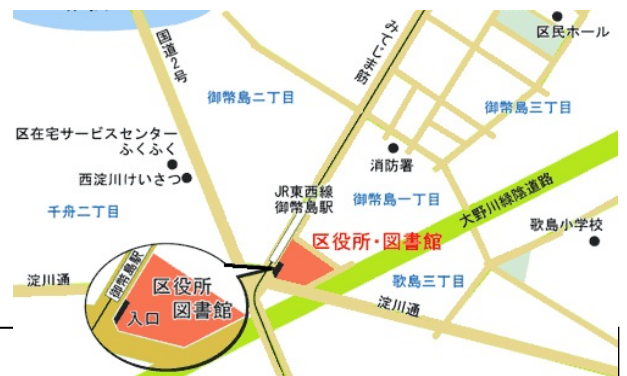 国道2号
みてじま筋
区民ホール
御幣島二丁目
御幣島三丁目
区在宅サービスセンター
ふくふく
消防署
西淀川けいさつ
JR東西線
御幣島駅
御幣島一丁目
大野川緑陰道路
千舟二丁目
区役所・図書館
歌島小学校
御幣島駅
淀川通
区役所
図書館
入口
歌島三丁目
淀川通